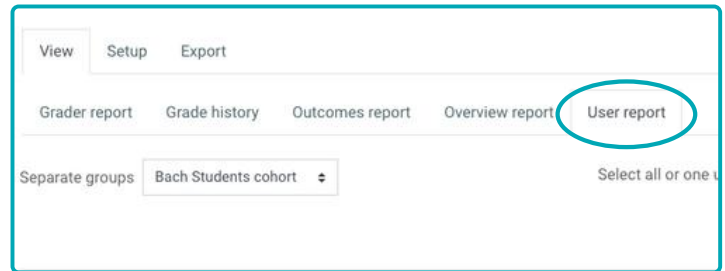 View Setup Export
Grader report Grade history Outcomes report Overview report User report
Separate groups Bach Students cohort Select all or one